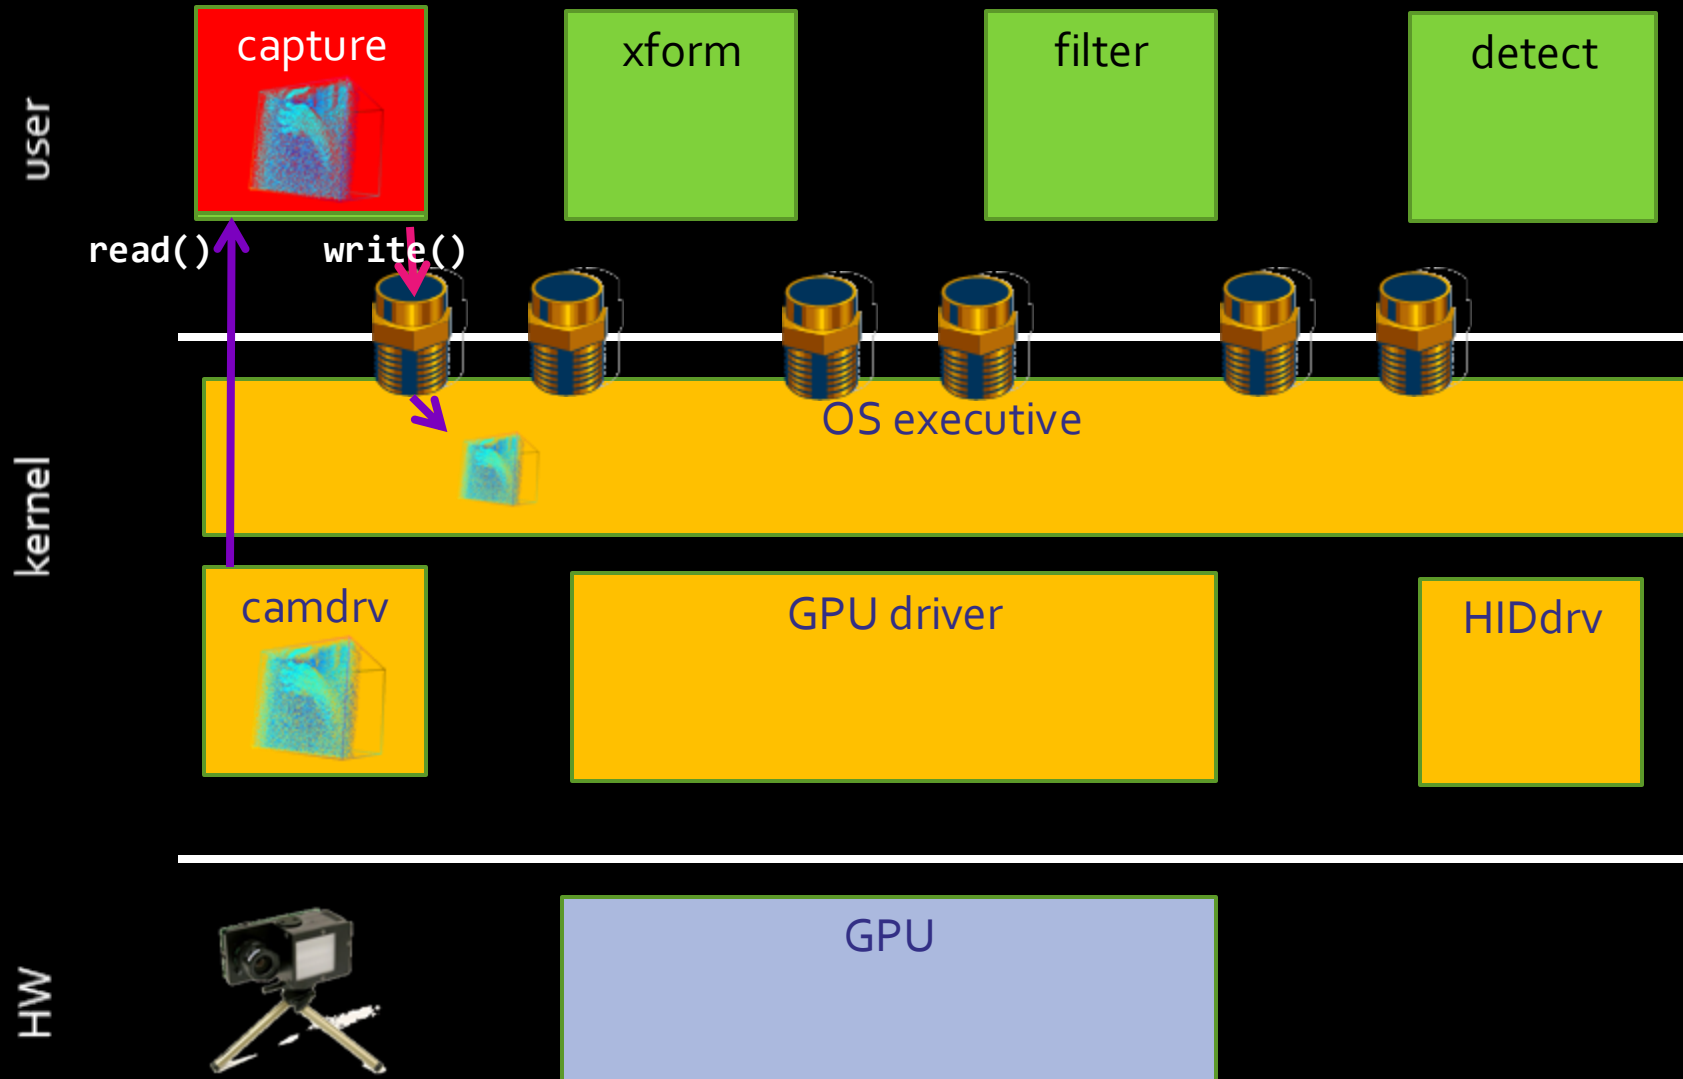 user
capture
xform
filter
detect
read()
write()
kernel
OS executive
camdrv
GPU driver
HIDdrv
HW
GPU